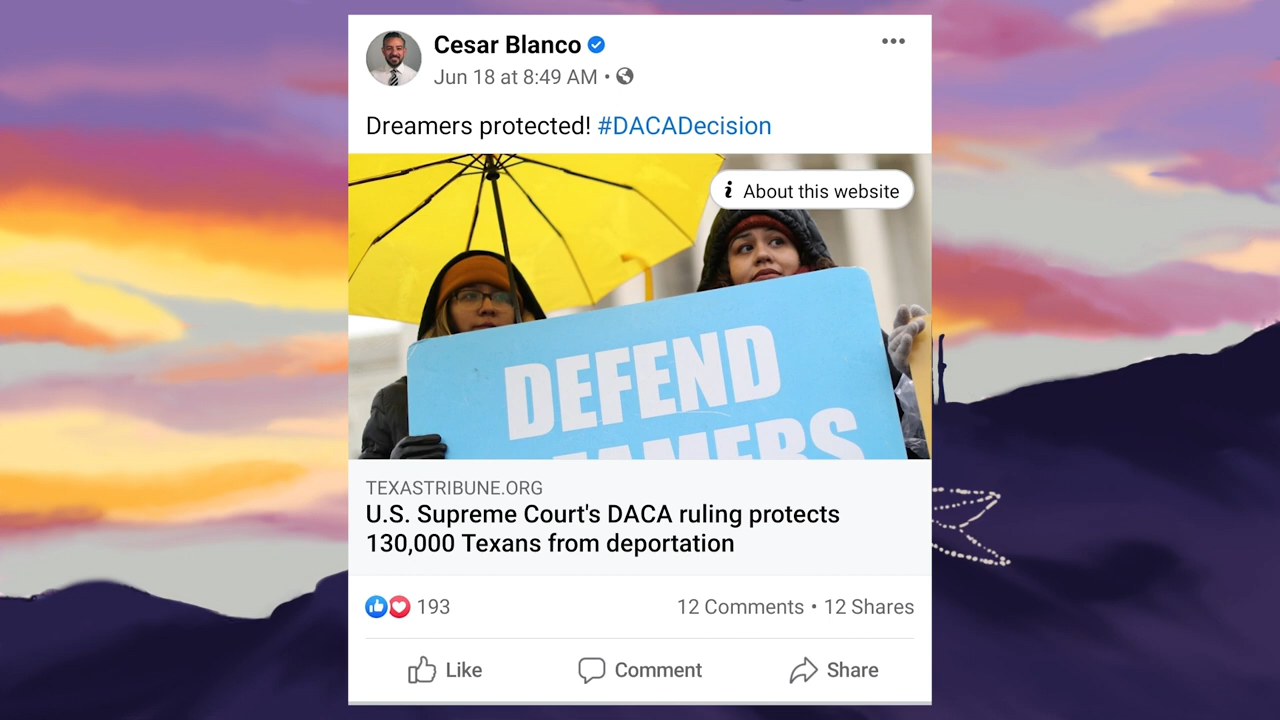 Cesar Blanco
Jun 18 at 8:49 AM •
Dreamers protected! #DACADecision
i About this website
DEFEND
TEXASTRIBUNE.ORG
U.S. Supreme Court's DACA ruling protects
130,000 Texans from deportation
193
12 Comments • 12 Shares
Like
Comment
Share